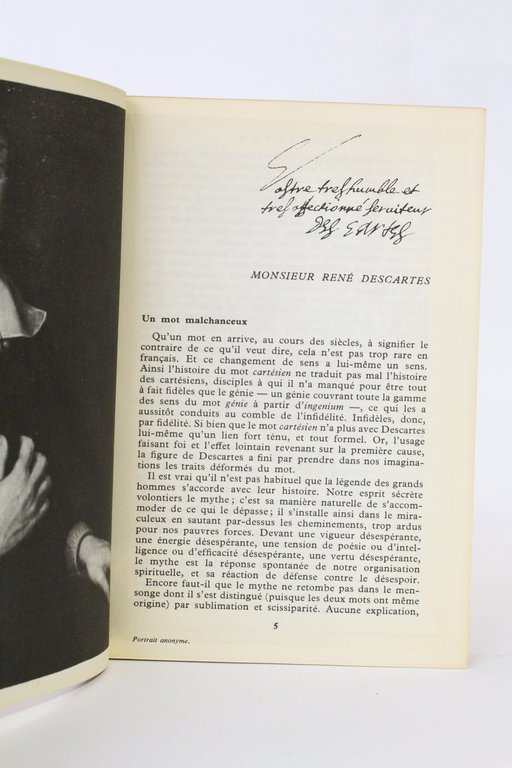 Vostre tres humble et
tres affectionné serviteur
Des Cartes
MONSIEUR RENÉ DESCARTES
Un mot malchanceux
Qu'un mot en arrive, au cours des siècles, à signifier le
contraire de ce qu'il veut dire, cela n'est pas trop rare en
français. Et ce changement de sens a lui-même un sens.
Ainsi l'histoire du mot cartésien ne traduit pas mal l'histoire
des cartésiens, disciples à qui il n'a manqué pour être tout
à fait fidèles que le génie — un génie couvrant toute la gamme
des sens du mot génie à partir d'ingenium —, ce qui les a
aussitôt conduits au comble de l'infidélité. Infidèles, donc,
par fidélité. Si bien que le mot cartésien n'a plus avec Descartes
lui-même qu'un lien fort ténu, et tout formel. Or, l'usage
faisant foi et l'effet lointain revenant sur la première cause,
la figure de Descartes a fini par prendre dans nos imagina-
tions les traits déformés du mot.
Il est vrai qu'il n'est pas habituel que la légende des grands
hommes s'accorde avec leur histoire. Notre esprit sécrète
volontiers le mythe ; c'est sa manière naturelle de s'accom-
moder de ce qui le dépasse ; il s'installe ainsi dans le mira-
culeux en sautant par-dessus les cheminements, trop ardus
pour nos pauvres forces. Devant une vigueur désespérante,
une énergie désespérante, une tension de poésie ou d'intel-
ligence ou d'efficacité désespérante, une vertu désespérante,
le mythe est la réponse spontanée de notre organisation
spirituelle, et sa réaction de défense contre le désespoir.
Encore faut-il que le mythe ne retombe pas dans le men-
songe dont il s'est distingué (puisque les deux mots ont même
origine) par sublimation et scissiparité. Aucune explication,
5
Portrait anonyme.